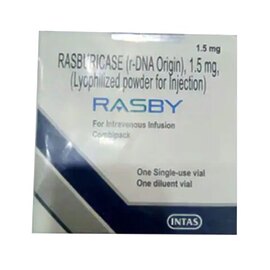 1.5 mg
RASBURICASE (r-DNA Origin), 1.5 mg,
(Lyophilized powder for Injection)
RASBY
For Intravenous Infusion
Combipack
One Single-use vial
One diluent vial
INTAS